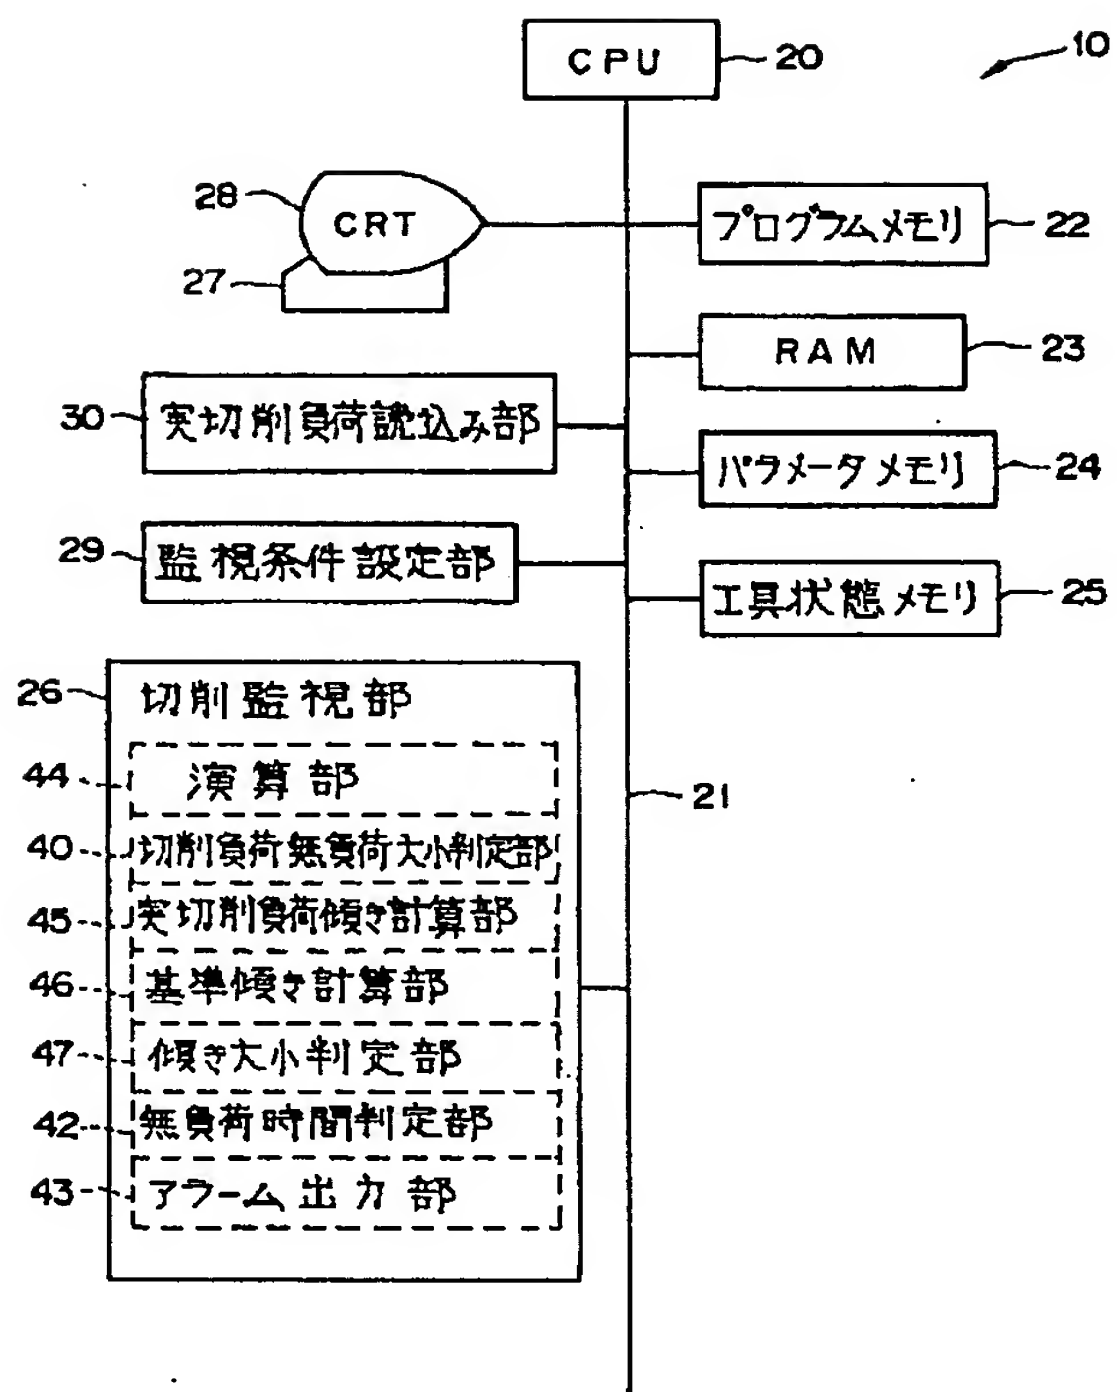 CPU 20
10
28 CRT
27
プログラムメモリ 22
RAM 23
30 実切削負荷読込み部
パラメータメモリ 24
29 監視条件設定部
工具状態メモリ 25
26 切削監視部
44 演算部
21
40 切削負荷無負荷大小判定部
45 実切削負荷傾き計算部
46 基準傾き計算部
47 傾き大小判定部
42 無負荷時間判定部
43 アラーム出力部